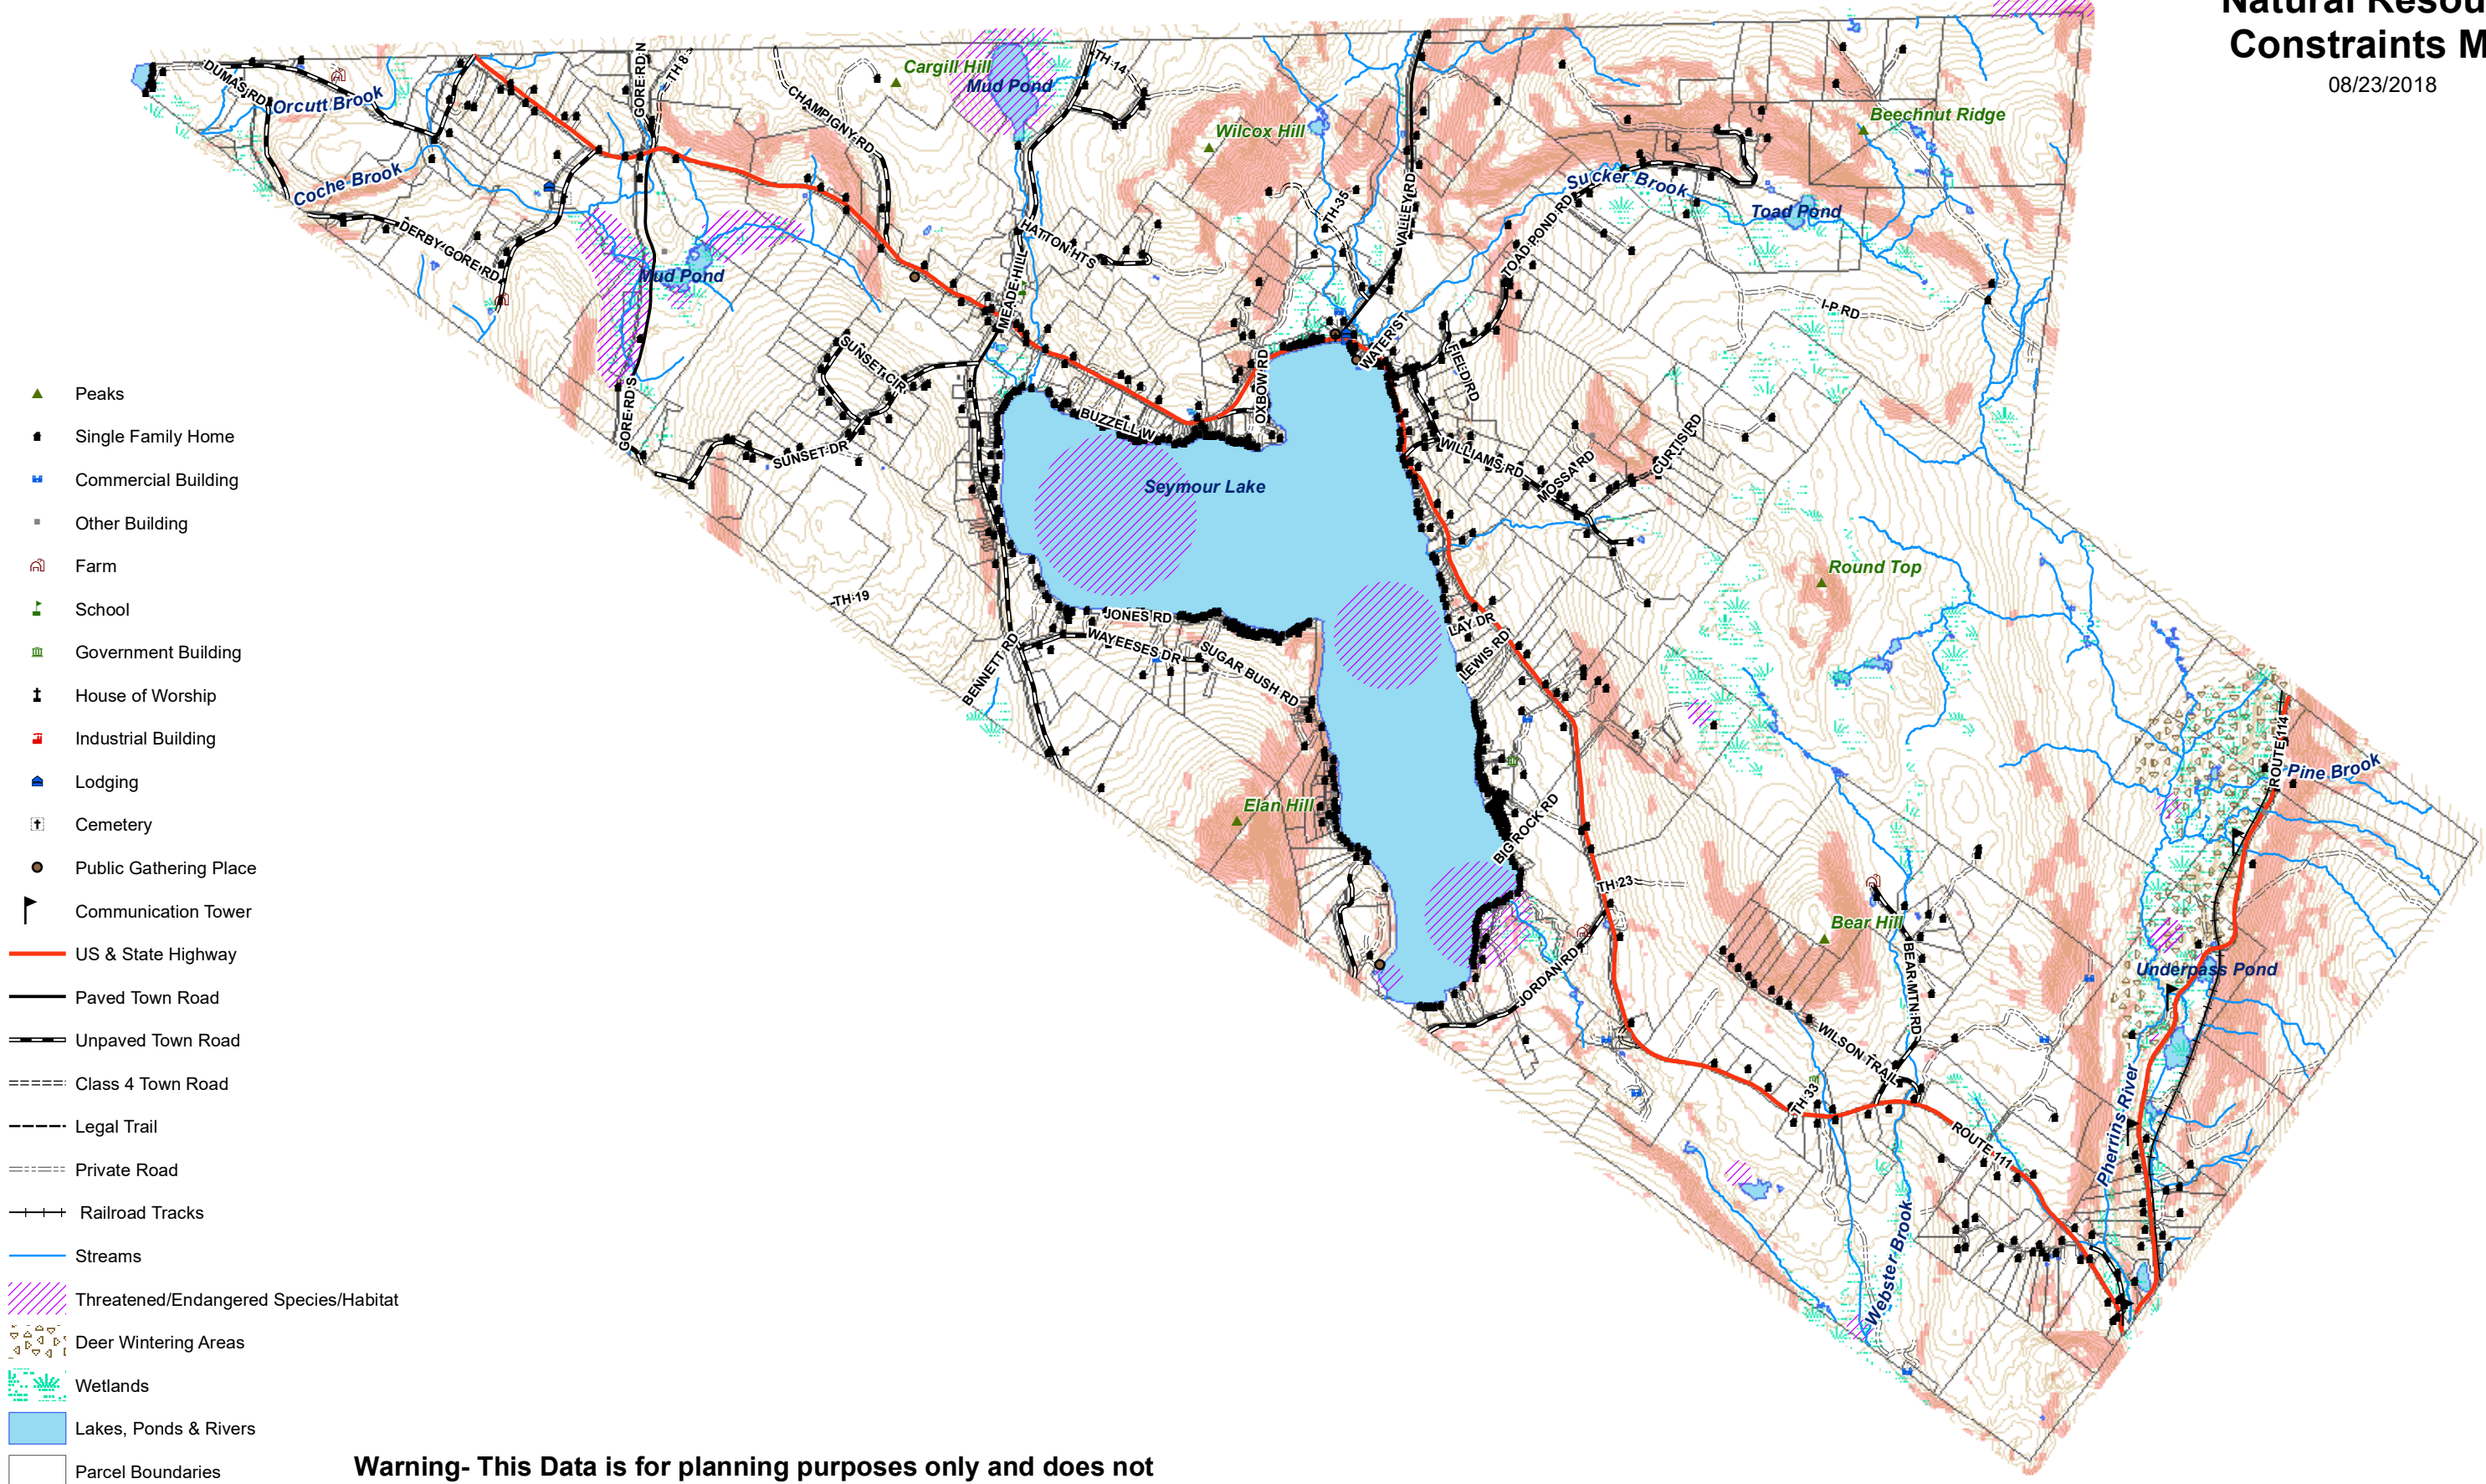 Natural Resou
Constraints M
08/23/2018
DUMAS RD
Orcutt Brook
Coche Brook
DERBY GORE RD
GORE RD N
TH 8
CHAMPIGNY RD
Cargill Hill
Mud Pond
TH 14
Wilcox Hill
TH 35
VALLEY RD
Sucker Brook
Beechnut Ridge
Toad Pond
TOAD POND RD
I-P RD
Mud Pond
HATTON HTS
MEADE HILL
SUNSET CIR
SUNSET DR
GORE RD S
BUZZELL W
OXBOW RD
WATER ST
FIELD RD
WILLIAMS RD
MOSSA RD
CURTIS RD
Seymour Lake
TH 19
JONES RD
WAYEESES DR
SUGAR BUSH RD
BENNETT RD
LAY DR
LEWIS RD
Round Top
Elan Hill
BIG ROCK RD
TH 23
JORDAN RD
Bear Hill
BEAR MTN RD
WILSON TRAIL
TH 33
ROUTE 111
ROUTE 114
Pine Brook
Underpass Pond
Pherrins River
Webster Brook
Peaks
Single Family Home
Commercial Building
Other Building
Farm
School
Government Building
House of Worship
Industrial Building
Lodging
Cemetery
Public Gathering Place
Communication Tower
US & State Highway
Paved Town Road
Unpaved Town Road
Class 4 Town Road
Legal Trail
Private Road
Railroad Tracks
Streams
Threatened/Endangered Species/Habitat
Deer Wintering Areas
Wetlands
Lakes, Ponds & Rivers
Parcel Boundaries
Warning- This Data is for planning purposes only and does not